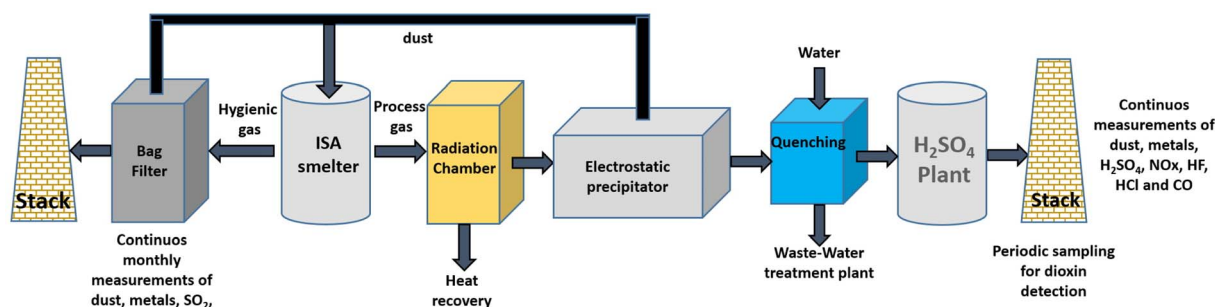 dust
Stack
Bag
Filter
Continuos
monthly
measurements of
dust, metals, SO₂,
Hygienic
gas
ISA
smelter
Process
gas
Radiation
Chamber
Heat
recovery
Electrostatic
precipitator
Water
Quenching
Waste-Water
treatment plant
H₂SO₄
Plant
Stack
Periodic sampling
for dioxin
detection
Continuos
measurements of
dust, metals,
H₂SO₄, NOx, HF,
HCl and CO